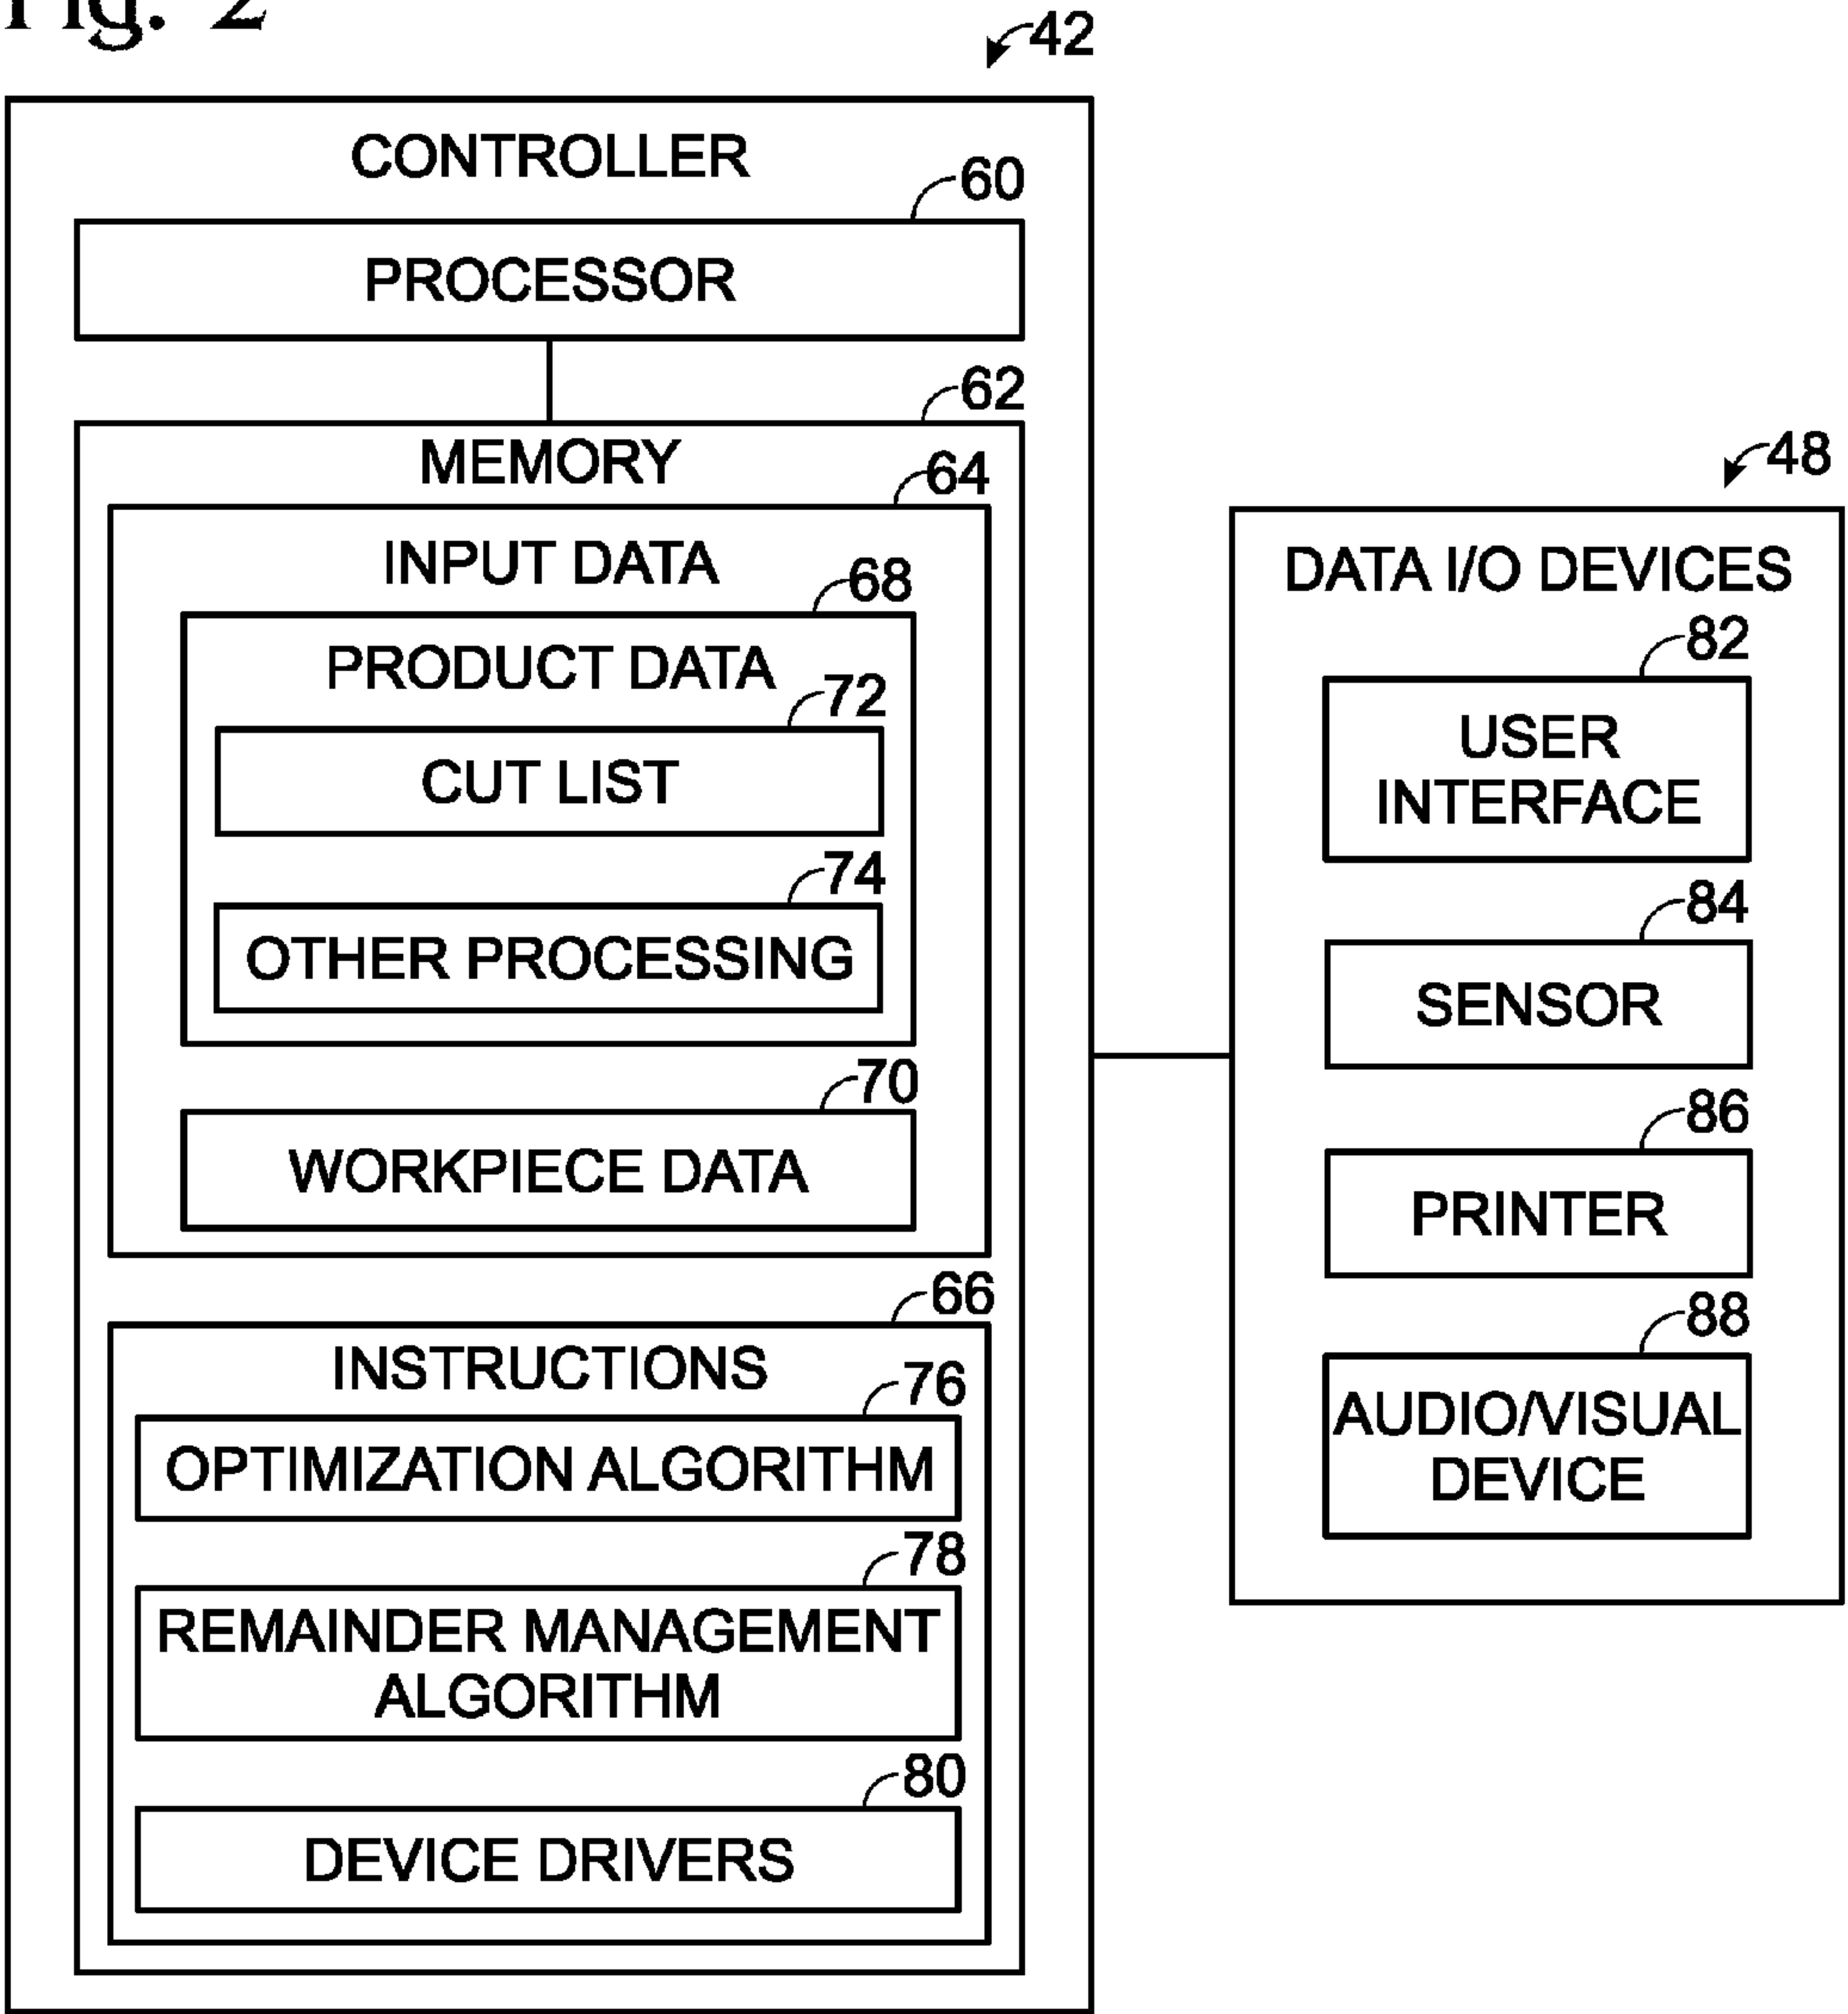 Fig. 2
42
CONTROLLER
60
PROCESSOR
62
MEMORY
64
INPUT DATA
68
PRODUCT DATA
72
CUT LIST
74
OTHER PROCESSING
70
WORKPIECE DATA
66
INSTRUCTIONS
76
OPTIMIZATION ALGORITHM
78
REMAINDER MANAGEMENT
ALGORITHM
80
DEVICE DRIVERS
48
DATA I/O DEVICES
82
USER
INTERFACE
84
SENSOR
86
PRINTER
88
AUDIO/VISUAL
DEVICE